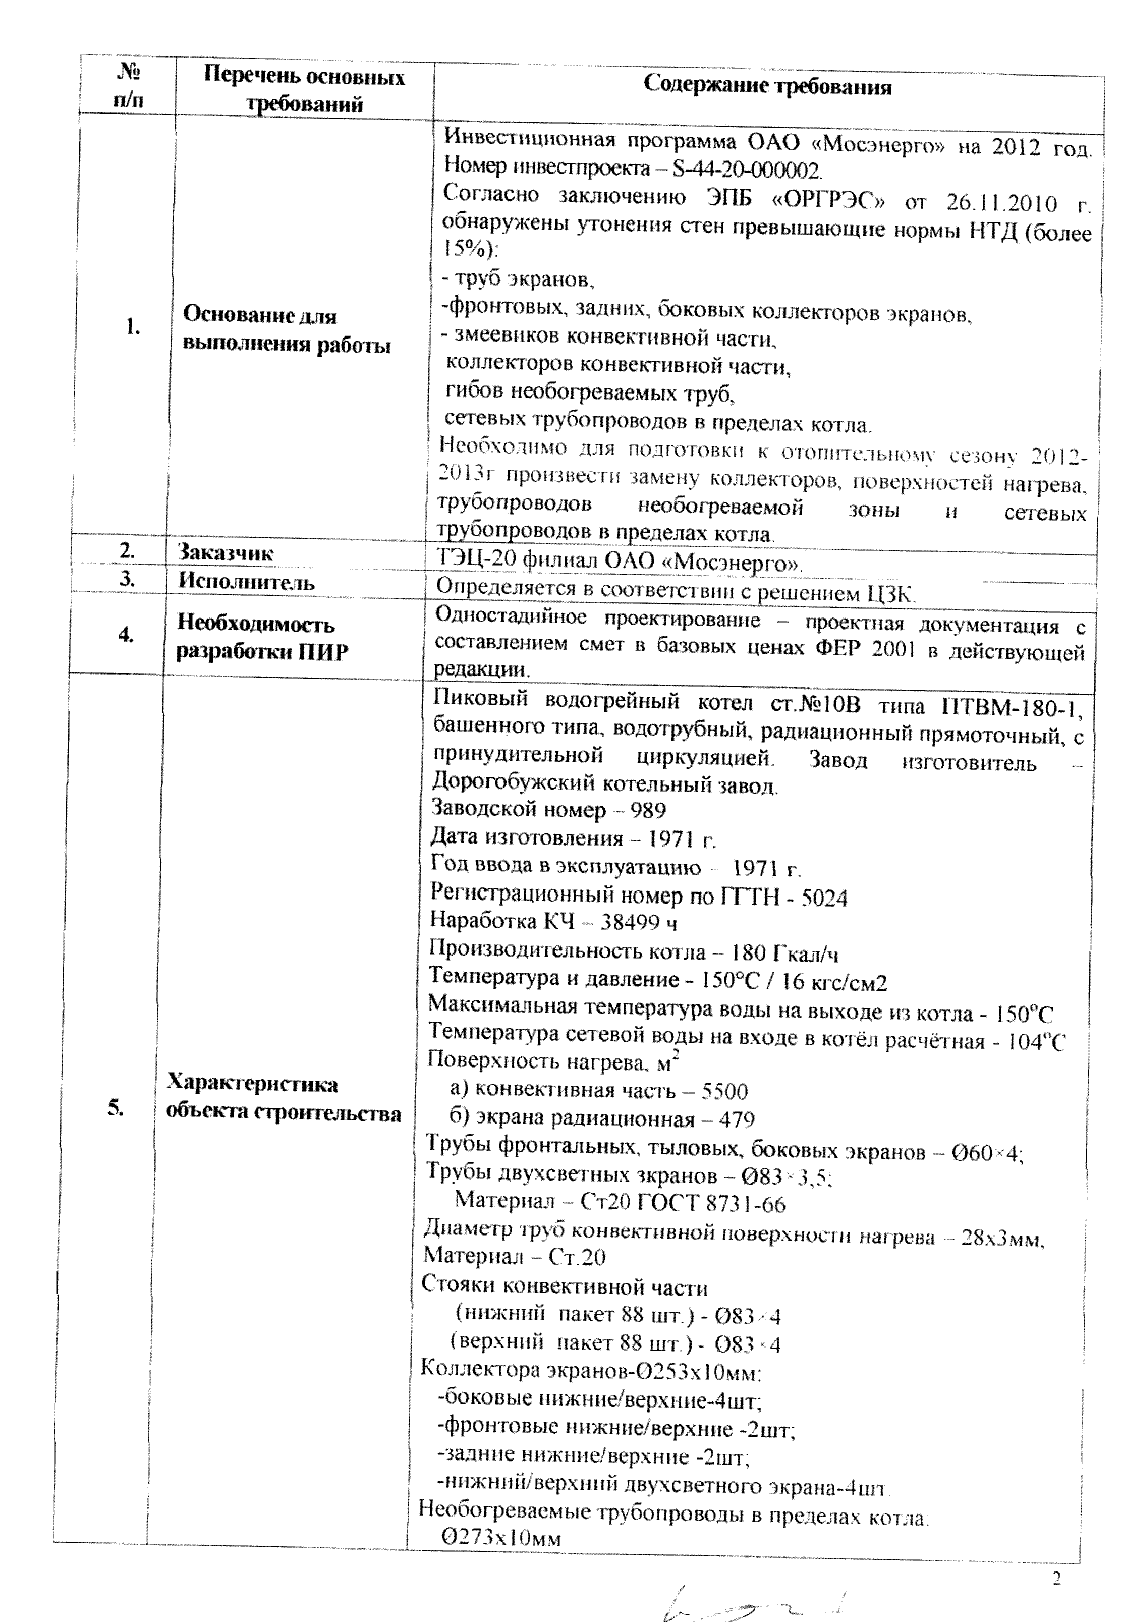 №
п/п
Перечень основных
требований
Содержание требования
1.
Основание для
выполнения работы
Инвестиционная программа ОАО «Мосэнерго» на 2012 год.
Номер инвестпроекта – S-44-20-000002.
Согласно заключению ЭПБ «ОРГРЭС» от 26.11.2010 г.
обнаружены утонения стен превышающие нормы НТД (более
15%):
- труб экранов,
-фронтовых, задних, боковых коллекторов экранов,
- змеевиков конвективной части,
коллекторов конвективной части,
гибов необогреваемых труб,
сетевых трубопроводов в пределах котла.
Необходимо для подготовки к отопительному сезону 2012-
2013г произвести замену коллекторов, поверхностей нагрева,
трубопроводов необогреваемой зоны и сетевых
трубопроводов в пределах котла.
2.
Заказчик
ТЭЦ-20 филиал ОАО «Мосэнерго».
3.
Исполнитель
Определяется в соответствии с решением ЦЗК.
4.
Необходимость
разработки ПИР
Одностадийное проектирование – проектная документация с
составлением смет в базовых ценах ФЕР 2001 в действующей
редакции.
5.
Характеристика
объекта строительства
Пиковый водогрейный котел ст.№10В типа ПТВМ-180-1,
башенного типа, водотрубный, радиационный прямоточный, с
принудительной циркуляцией. Завод изготовитель –
Дорогобужский котельный завод.
Заводской номер – 989
Дата изготовления – 1971 г.
Год ввода в эксплуатацию – 1971 г.
Регистрационный номер по ГГТН - 5024
Наработка КЧ – 38499 ч
Производительность котла – 180 Гкал/ч
Температура и давление - 150°С / 16 кгс/см2
Максимальная температура воды на выходе из котла - 150°С
Температура сетевой воды на входе в котёл расчётная - 104°С
Поверхность нагрева, м²
а) конвективная часть – 5500
б) экрана радиационная – 479
Трубы фронтальных, тыловых, боковых экранов – Ø60×4;
Трубы двухсветных экранов – Ø83×3,5;
Материал – Ст20 ГОСТ 8731-66
Диаметр труб конвективной поверхности нагрева – 28х3мм,
Материал – Ст.20
Стояки конвективной части
(нижний пакет 88 шт.) - Ø83×4
(верхний пакет 88 шт.) - Ø83×4
Коллектора экранов-Ø253х10мм:
-боковые нижние/верхние-4шт;
-фронтовые нижние/верхние -2шт;
-задние нижние/верхние -2шт;
-нижний/верхний двухсветного экрана-4шт
Необогреваемые трубопроводы в пределах котла:
Ø273х10мм
2